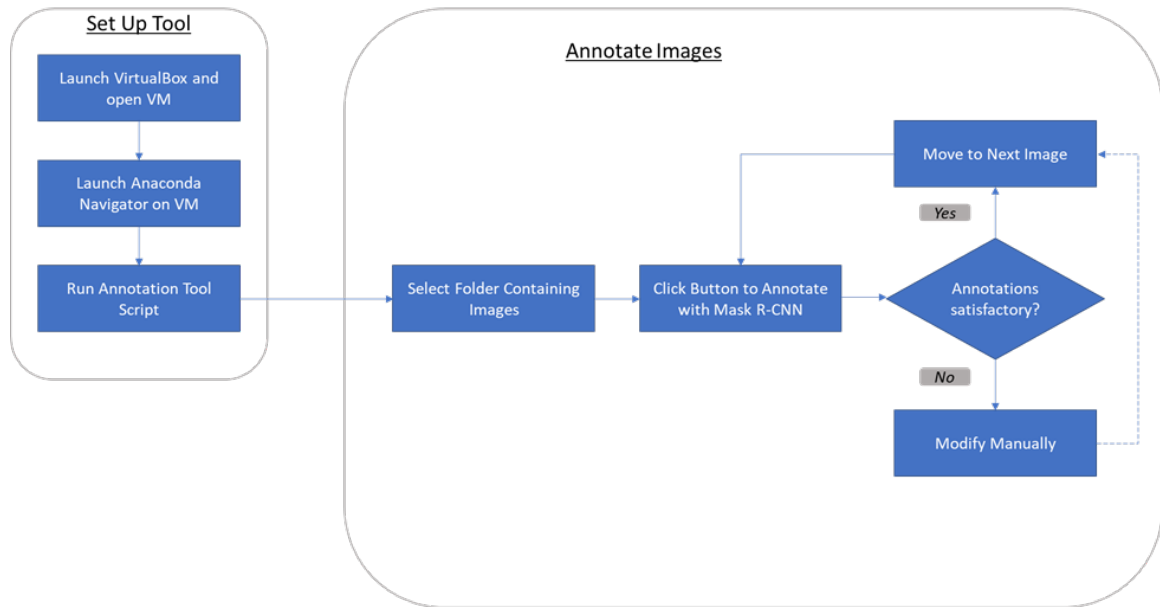 Set Up Tool
Launch VirtualBox and
open VM
Launch Anaconda
Navigator on VM
Run Annotation Tool
Script
Annotate Images
Select Folder Containing
Images
Click Button to Annotate
with Mask R-CNN
Move to Next Image
Yes
Annotations
satisfactory?
No
Modify Manually